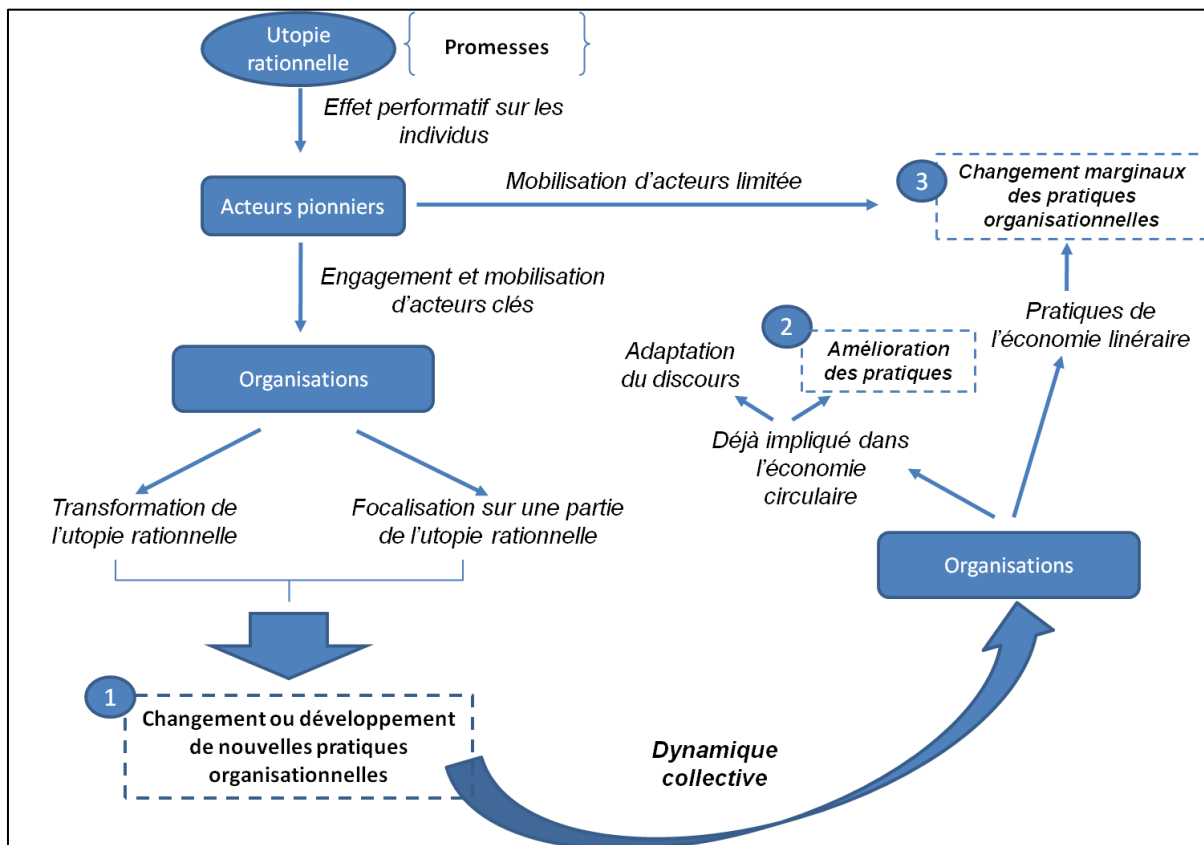 Utopie
rationnelle
Promesses
Effet performatif sur les
individus
Acteurs pionniers
Mobilisation d'acteurs limitée
3
Changement marginaux
des pratiques
organisationnelles
Engagement et mobilisation
d'acteurs clés
Organisations
Transformation de
l'utopie rationnelle
Focalisation sur une partie
de l'utopie rationnelle
1
Changement ou développement
de nouvelles pratiques
organisationnelles
Dynamique
collective
Organisations
Déjà impliqué dans
l'économie
circulaire
Adaptation
du discours
2
Amélioration
des pratiques
Pratiques de
l'économie linéraire